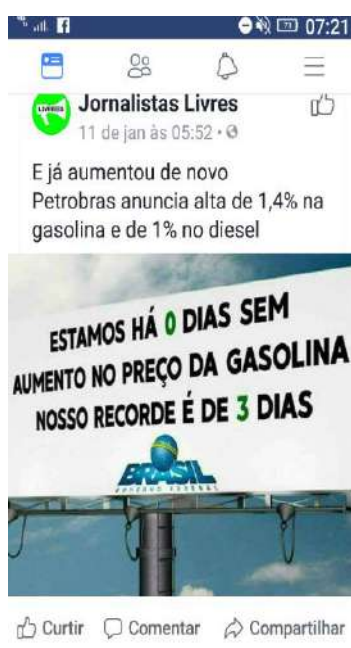 07:21
Jornalistas Livres
11 de jan às 05:52
E já aumentou de novo
Petrobras anuncia alta de 1,4% na
gasolina e de 1% no diesel
ESTAMOS HÁ 0 DIAS SEM
AUMENTO NO PREÇO DA GASOLINA
NOSSO RECORDE É DE 3 DIAS
BRASIL
GOVERNO FEDERAL
Curtir Comentar Compartilhar